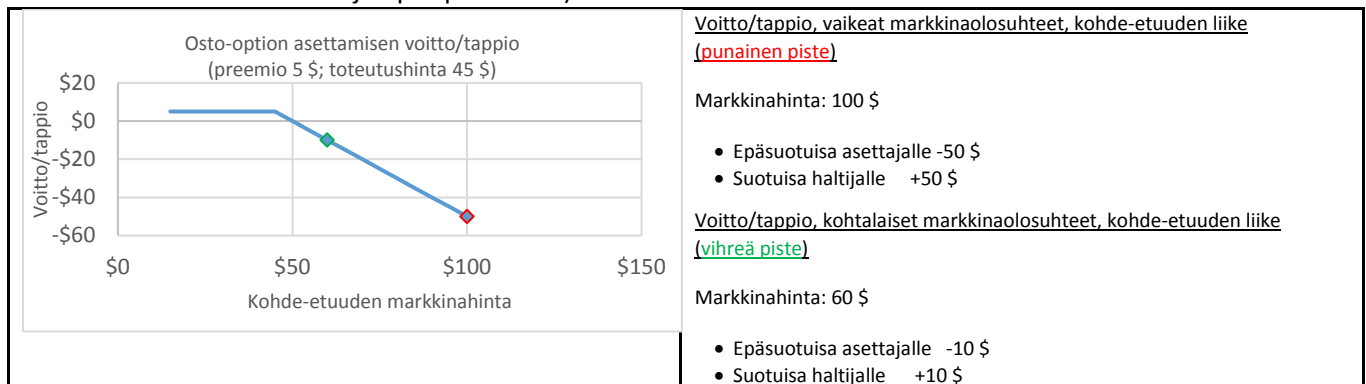 Osto-option asettamisen voitto/tappio
(preemio 5 $; toteutushinta 45 $)
$20
$0
-$20
-$40
-$60
Voitto/tappio
$0 $50 $100 $150
Kohde-etuuden markkinahinta
Voitto/tappio, vaikeat markkinaolosuhteet, kohde-etuuden liike
(punainen piste)
Markkinahinta: 100 $
• Epäsuotuisa asettajalle -50 $
• Suotuisa haltijalle +50 $
Voitto/tappio, kohtalaiset markkinaolosuhteet, kohde-etuuden liike
(vihreä piste)
Markkinahinta: 60 $
• Epäsuotuisa asettajalle -10 $
• Suotuisa haltijalle +10 $